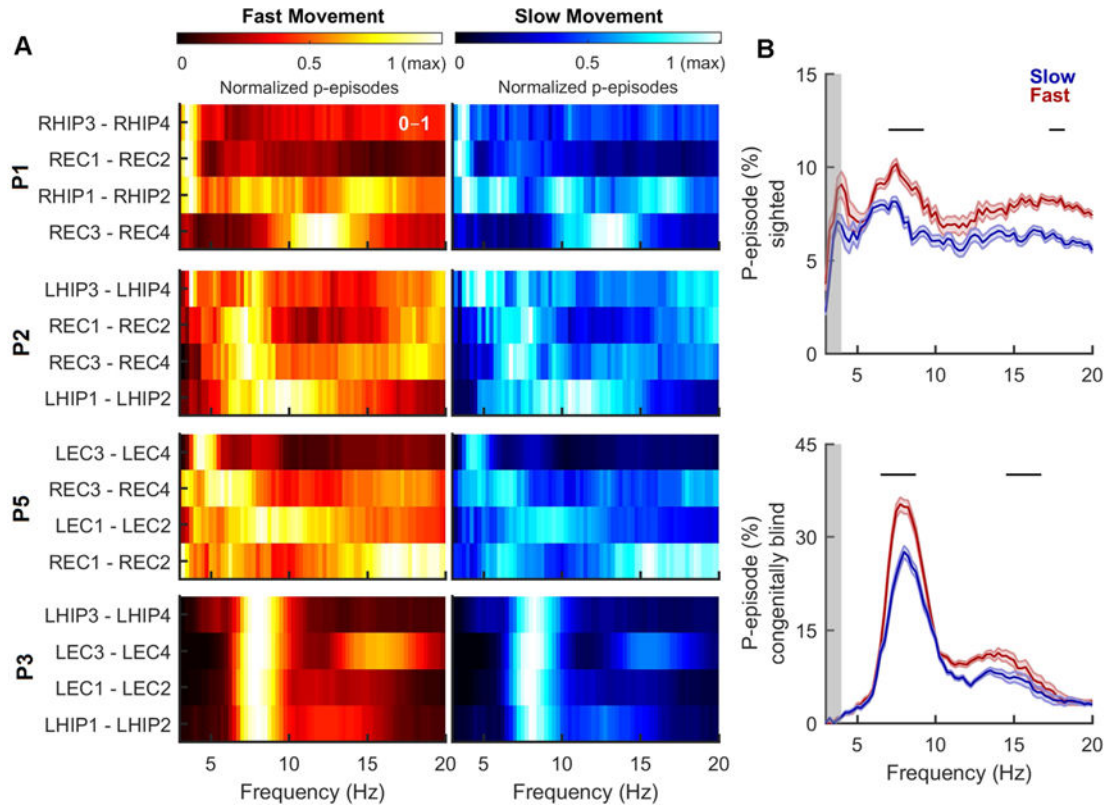 Fast Movement
Slow Movement
A
B
0 0.5 1 (max)
0 0.5 1 (max)
Normalized p-episodes
Normalized p-episodes
P1
RHIP3 - RHIP4
0–1
REC1 - REC2
RHIP1 - RHIP2
REC3 - REC4
P2
LHIP3 - LHIP4
REC1 - REC2
REC3 - REC4
LHIP1 - LHIP2
P5
LEC3 - LEC4
REC3 - REC4
LEC1 - LEC2
REC1 - REC2
P3
LHIP3 - LHIP4
LEC3 - LEC4
LEC1 - LEC2
LHIP1 - LHIP2
5 10 15 20
5 10 15 20
Frequency (Hz)
Frequency (Hz)
Slow
Fast
P-episode (%)
sighted
15
10
5
0
5 10 15 20
P-episode (%)
congenitally blind
45
30
15
0
5 10 15 20
Frequency (Hz)